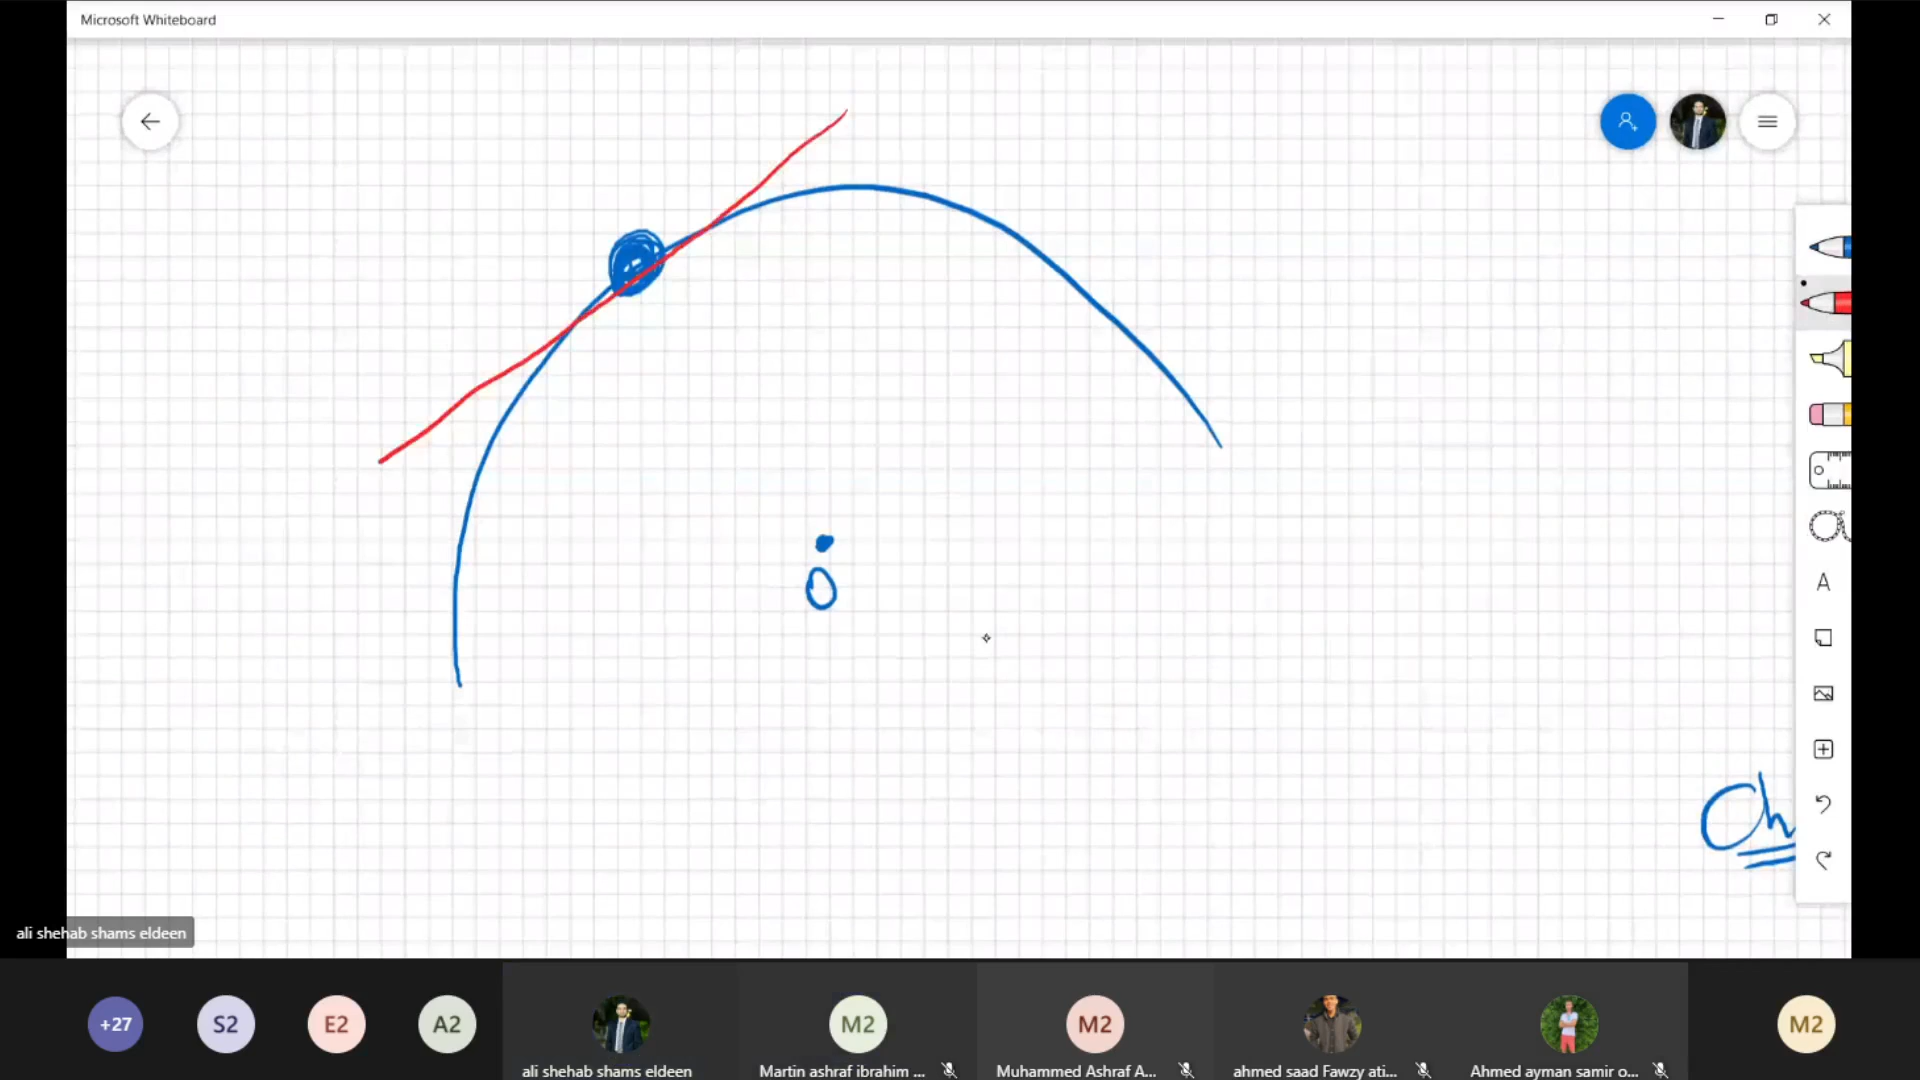 Microsoft Whiteboard
O
Ch
A
ali shehab shams eldeen
+27
S2
E2
A2
M2
M2
M2
ali shehab shams eldeen
Martin ashraf ibrahim ...
Muhammed Ashraf A...
ahmed saad Fawzy ati...
Ahmed ayman samir o...